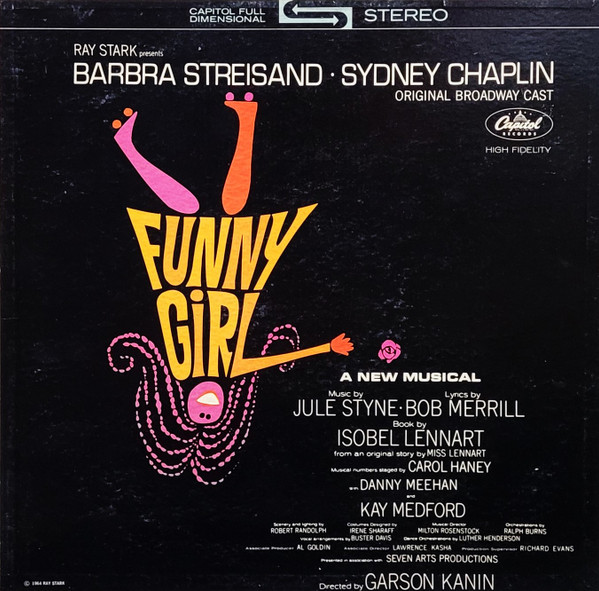 CAPITOL FULL
DIMENSIONAL
STEREO
RAY STARK presents
BARBRA STREISAND · SYDNEY CHAPLIN
ORIGINAL BROADWAY CAST
Capitol
RECORDS
HIGH FIDELITY
FUNNY
GiRL
A NEW MUSICAL
Music by Lyrics by
JULE STYNE · BOB MERRILL
Book by
ISOBEL LENNART
from an original story by MISS LENNART
Musical numbers staged by CAROL HANEY
with DANNY MEEHAN
and
KAY MEDFORD
Scenery and lighting by Costumes Designed by Musical Director Orchestrations by
ROBERT RANDOLPH IRENE SHARAFF MILTON ROSENSTOCK RALPH BURNS
Vocal arrangements by BUSTER DAVIS Dance Orchestrations by LUTHER HENDERSON
Associate Producer AL GOLDIN Associate Director LAWRENCE KASHA Production Supervisor RICHARD EVANS
Presented in association with SEVEN ARTS PRODUCTIONS
Directed by GARSON KANIN
© 1964 RAY STARK